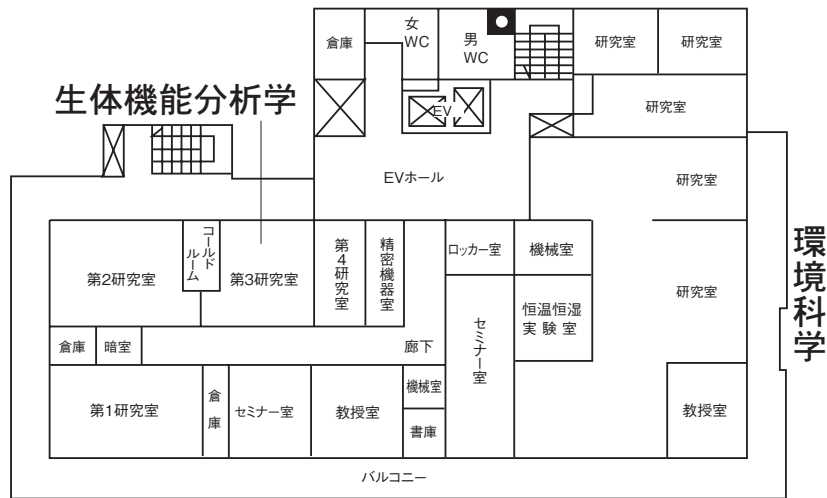 女
WC
男
WC
倉庫
研究室
研究室
生体機能分析学
EV
研究室
EVホール
研究室
環境科学
コールド
ルーム
第2研究室
第3研究室
第4研究室
精密機器室
ロッカー室
機械室
研究室
恒温恒湿
実験室
セミナー室
倉庫
暗室
廊下
第1研究室
倉庫
セミナー室
教授室
機械室
書庫
教授室
バルコニー